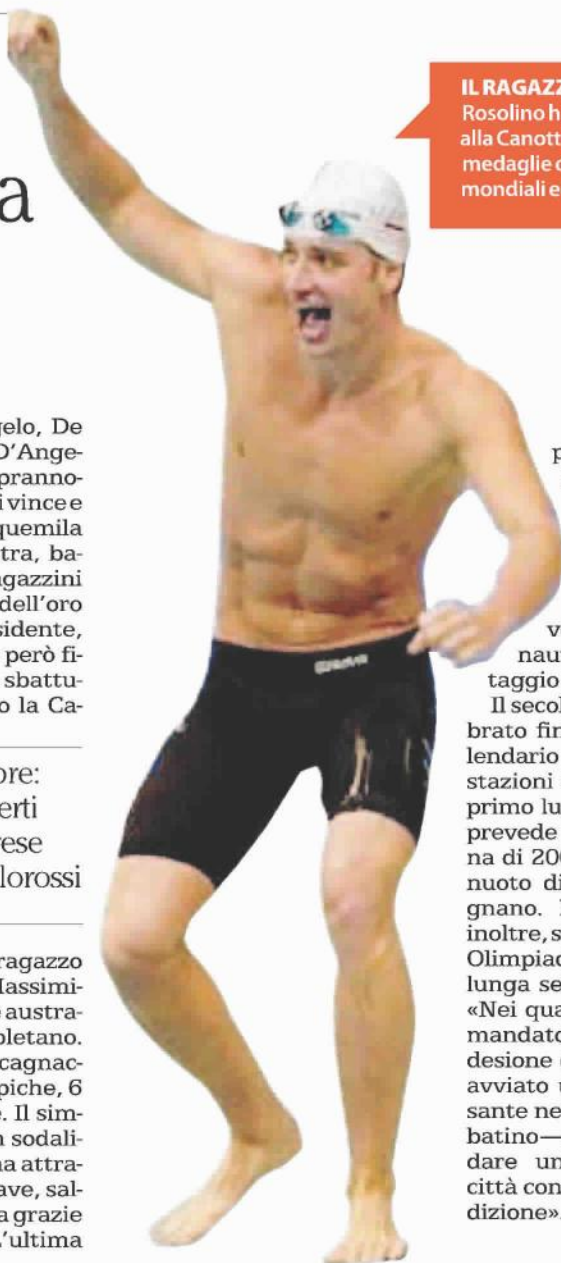 a
gelo, De
D'Ange-
pranno-
i vince e
quemila
tra, ba-
gazzini
dell'oro
sidente,
però fi-
sbattu-
o la Ca-
ore:
erti
rese
lorossi
ragazzo
Massimi-
e austra-
oletano.
cagnac-
piche, 6
e. Il sim-
n sodali-
na attra-
ave, sal-
a grazie
L'ultima
IL RAGAZZ
Rosolino h
alla Canott
medaglie o
mondiali e
p
v
naut
taggio
Il secol
brato fin
lendario
stazioni
primo lu
prevede
na di 200
nuoto di
gnano. I
inoltre, s
Olimpiad
lunga se
«Nei qua
mandato
desione
avviato u
sante ne
batino—
dare un
città con
dizione».